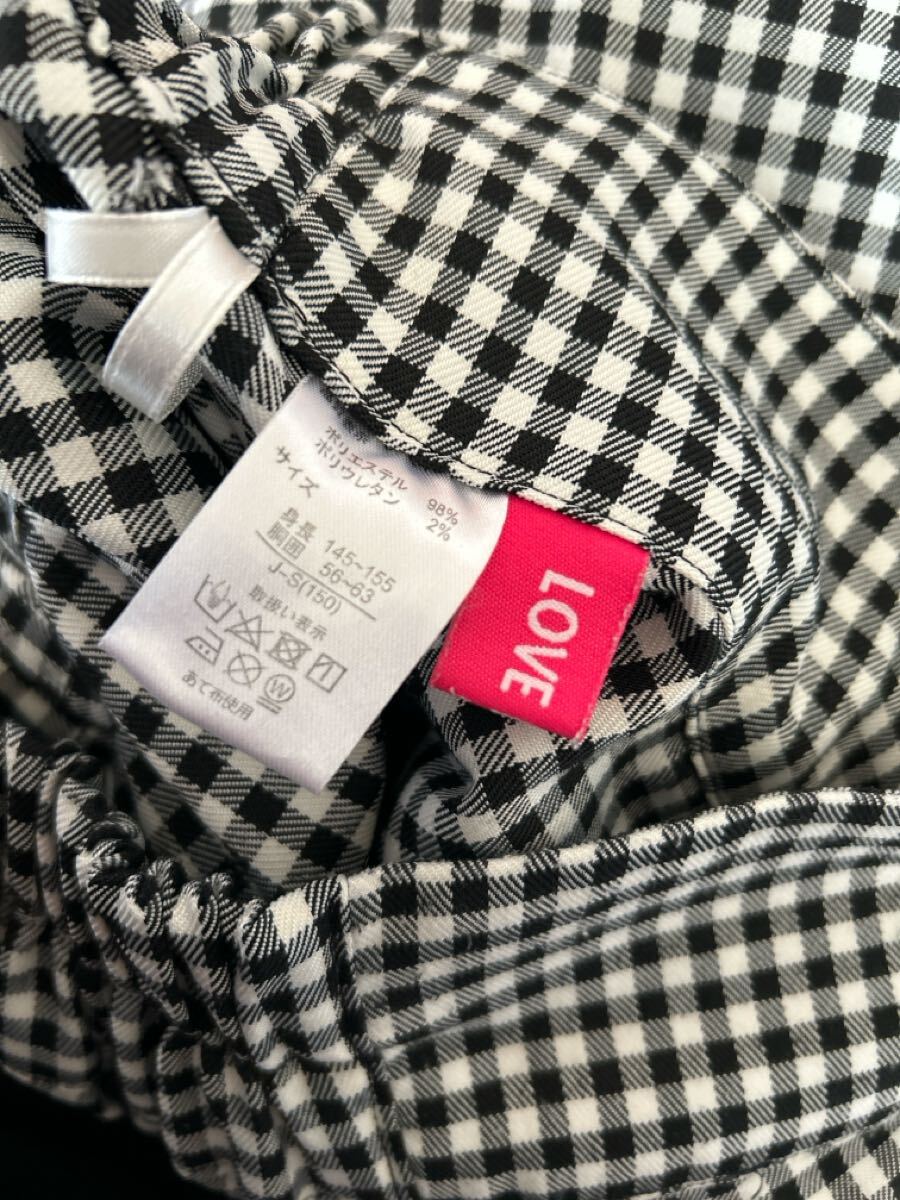 ポリエステル 98%
ポリウレタン 2%
サイズ
身長 145~155
胴囲 56~63
J-S(150)
取扱い表示
W
あて布使用
LOVE